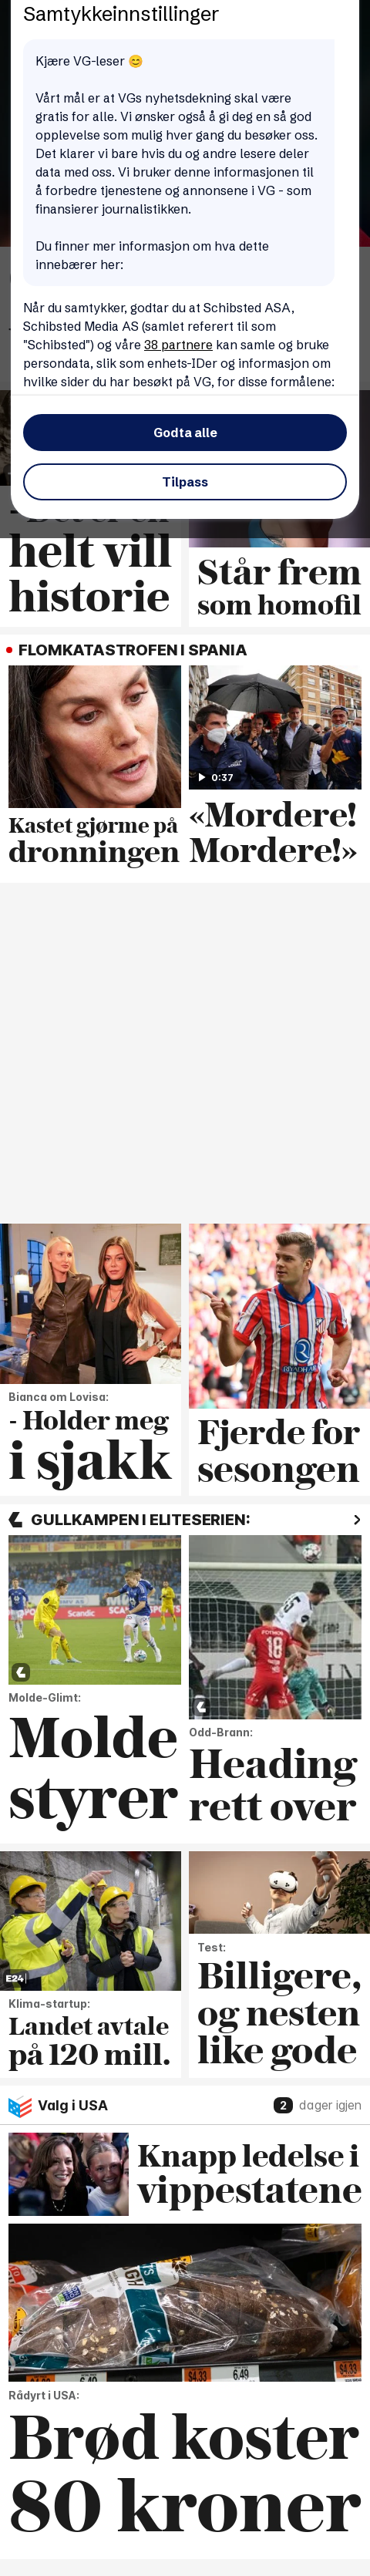 Samtykkeinnstillinger
Kjære VG-leser 😊
Vårt mål er at VGs nyhetsdekning skal være
gratis for alle. Vi ønsker også å gi deg en så god
opplevelse som mulig hver gang du besøker oss.
Det klarer vi bare hvis du og andre lesere deler
data med oss. Vi bruker denne informasjonen til
å forbedre tjenestene og annonsene i VG - som
finansierer journalistikken.
Du finner mer informasjon om hva dette
innebærer her:
Når du samtykker, godtar du at Schibsted ASA,
Schibsted Media AS (samlet referert til som
"Schibsted") og våre 38 partnere kan samle og bruke
persondata, slik som enhets-IDer og informasjon om
hvilke sider du har besøkt på VG, for disse formålene:
Godta alle
Tilpass
helt vill
historie
Står frem
som homofil
FLOMKATASTROFEN I SPANIA
0:37
Kastet gjørme på
dronningen
«Mordere!
Mordere!»
Bianca om Lovisa:
- Holder meg
i sjakk
RIYADH
Fjerde for
sesongen
GULLKAMPEN I ELITESERIEN:
Scandic
Molde-Glimt:
Molde
styrer
18
Odd-Brann:
Heading
rett over
E24
Klima-startup:
Landet avtale
på 120 mill.
Test:
Billigere,
og nesten
like gode
Valg i USA
2 dager igjen
Knapp ledelse i
vippestatene
$4.33
6.49
$4.33
Rådyrt i USA:
Brød koster
80 kroner